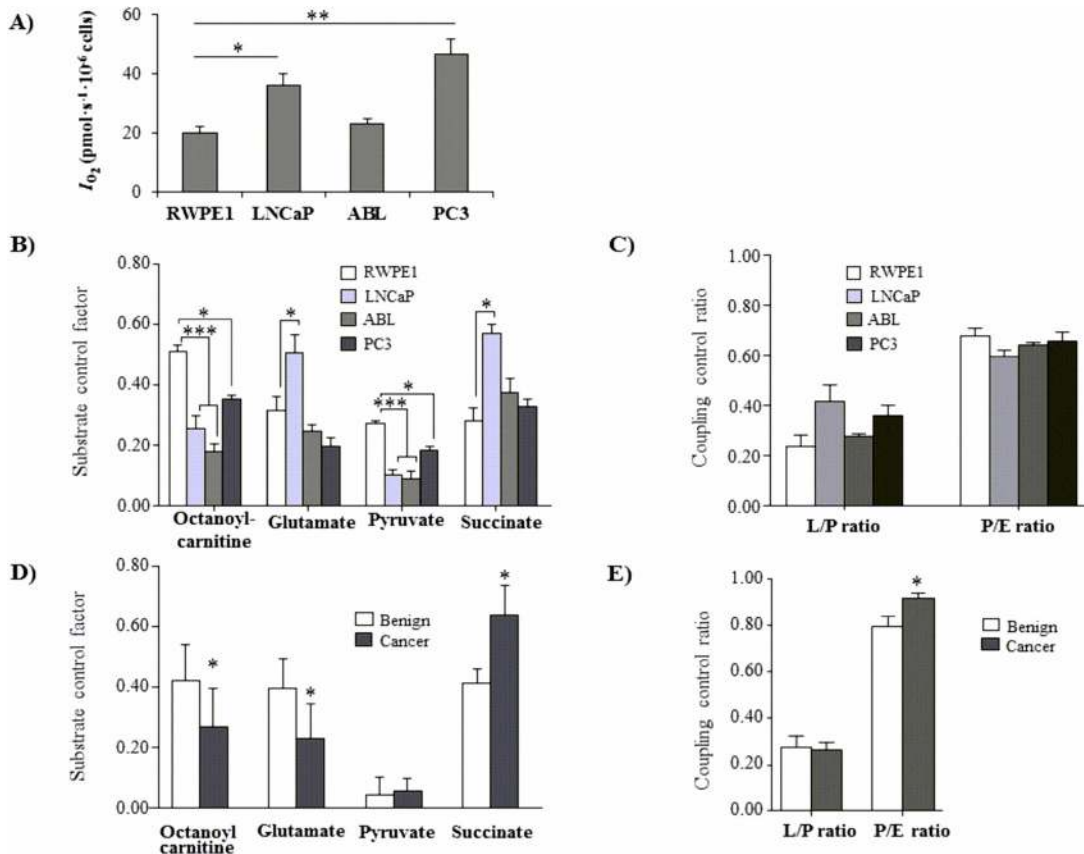 A)
I O2 (pmol·s-1·10-6 cells)
60
40
20
0
*
**
RWPE1 LNCaP ABL PC3
B)
Substrate control factor
0.80
0.60
0.40
0.20
0.00
RWPE1
LNCaP
ABL
PC3
*
***
*
*
***
*
Octanoyl-
carnitine
Glutamate Pyruvate Succinate
C)
Coupling control ratio
1.00
0.80
0.60
0.40
0.20
0.00
RWPE1
LNCaP
ABL
PC3
L/P ratio P/E ratio
D)
Substrate control factor
0.80
0.60
0.40
0.20
0.00
Benign
Cancer
*
*
*
Octanoyl
carnitine
Glutamate Pyruvate Succinate
E)
Coupling control ratio
1.00
0.80
0.60
0.40
0.20
0.00
*
Benign
Cancer
L/P ratio P/E ratio